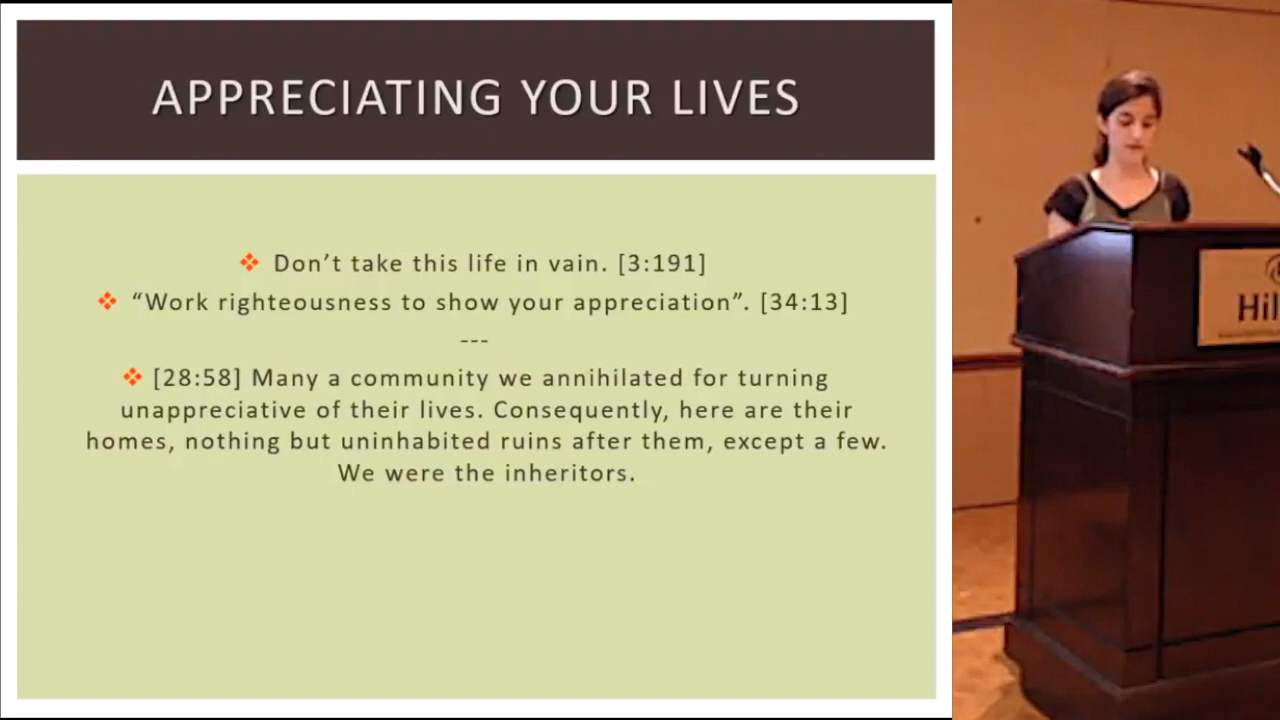 APPRECIATING YOUR LIVES
❖ Don’t take this life in vain. [3:191]
❖ “Work righteousness to show your appreciation”. [34:13]
---
❖ [28:58] Many a community we annihilated for turning
unappreciative of their lives. Consequently, here are their
homes, nothing but uninhabited ruins after them, except a few.
We were the inheritors.
Hil